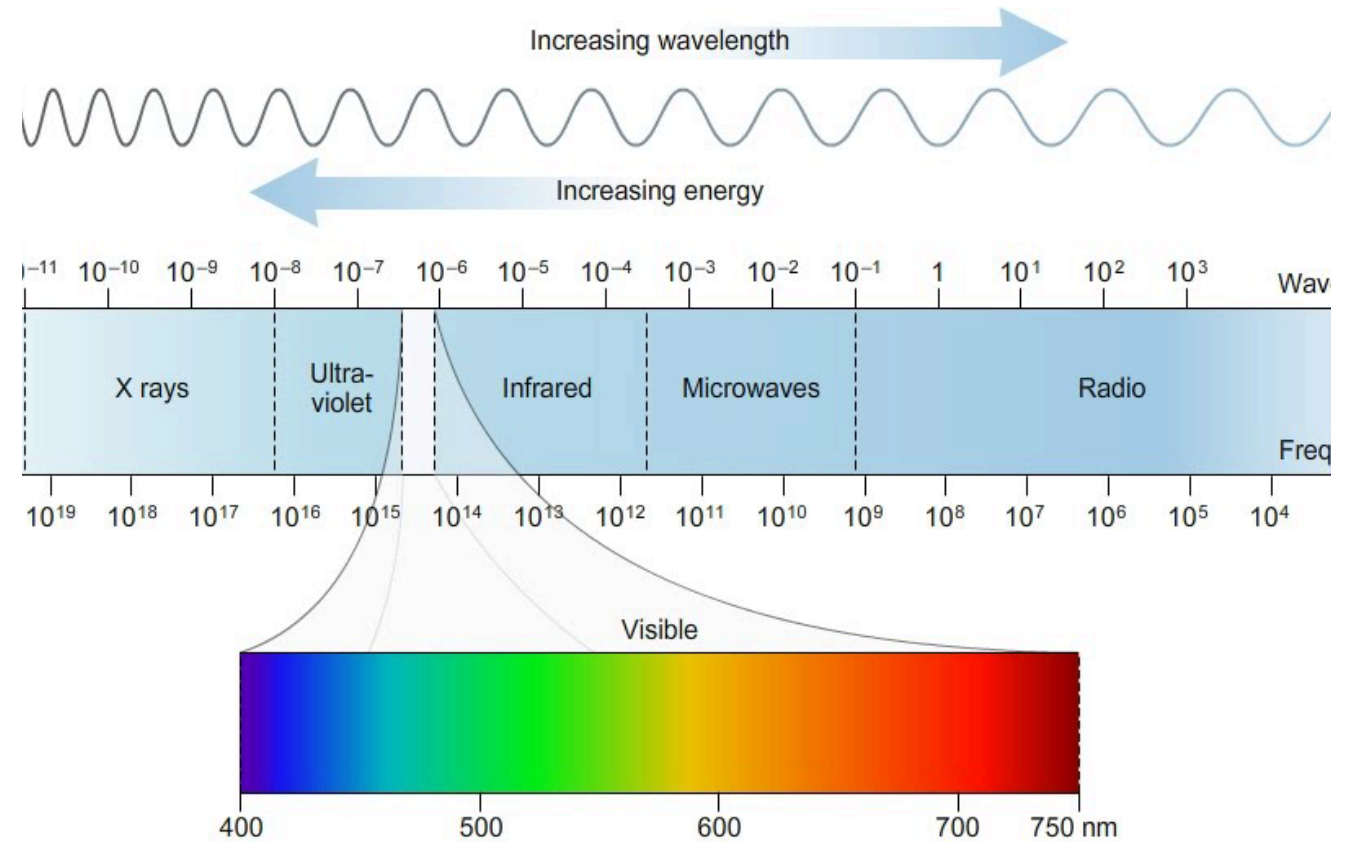 Increasing wavelength
Increasing energy
)⁻¹¹ 10⁻¹⁰ 10⁻⁹ 10⁻⁸ 10⁻⁷ 10⁻⁶ 10⁻⁵ 10⁻⁴ 10⁻³ 10⁻² 10⁻¹ 1 10¹ 10² 10³
Wav
X rays
Ultra-
violet
Infrared
Microwaves
Radio
Freq
10¹⁹ 10¹⁸ 10¹⁷ 10¹⁶ 10¹⁵ 10¹⁴ 10¹³ 10¹² 10¹¹ 10¹⁰ 10⁹ 10⁸ 10⁷ 10⁶ 10⁵ 10⁴
Visible
400 500 600 700 750 nm